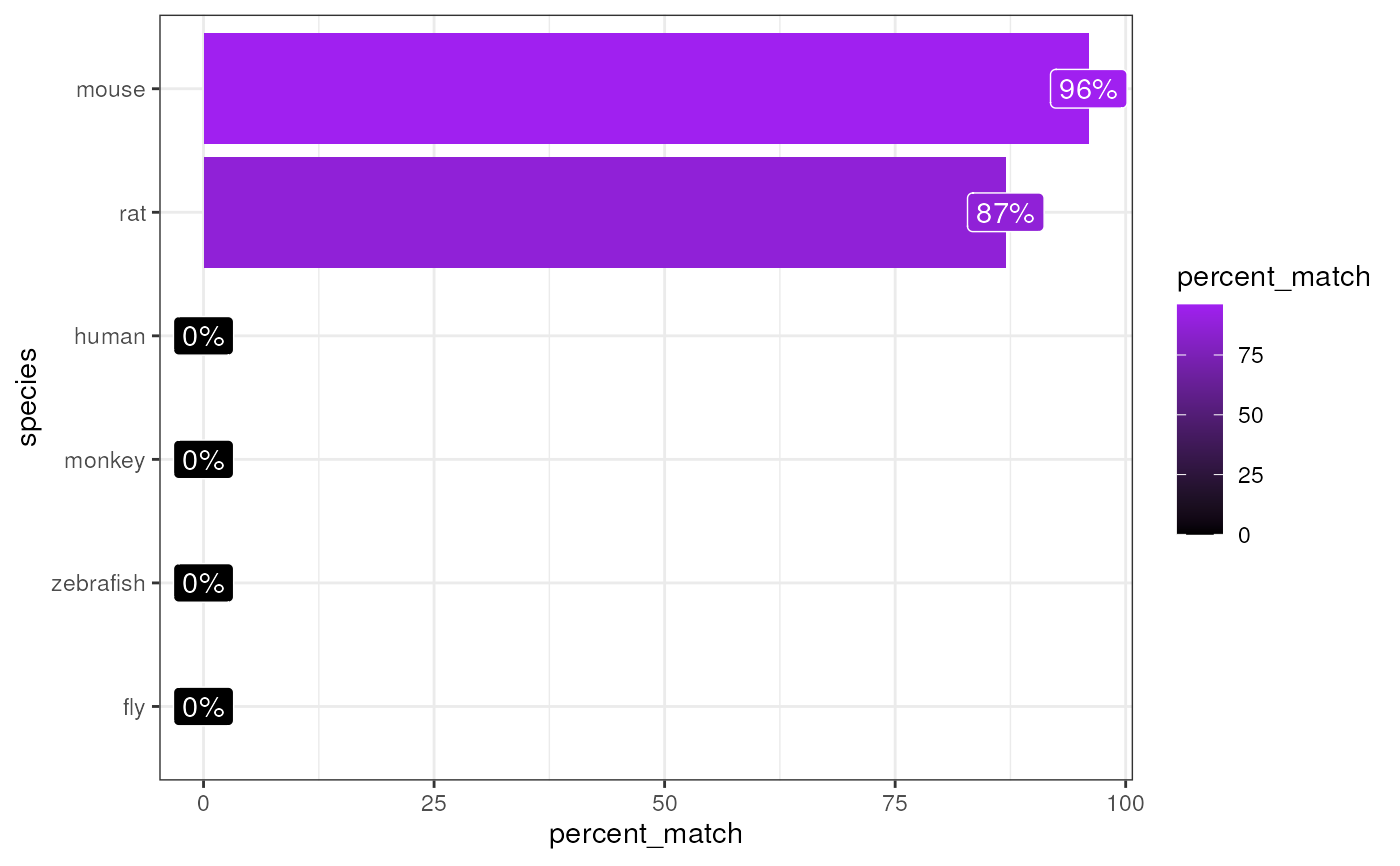 mouse
96%
rat
87%
human
0%
monkey
0%
zebrafish
0%
fly
0%
0 25 50 75 100
percent_match
species
percent_match
75
50
25
0